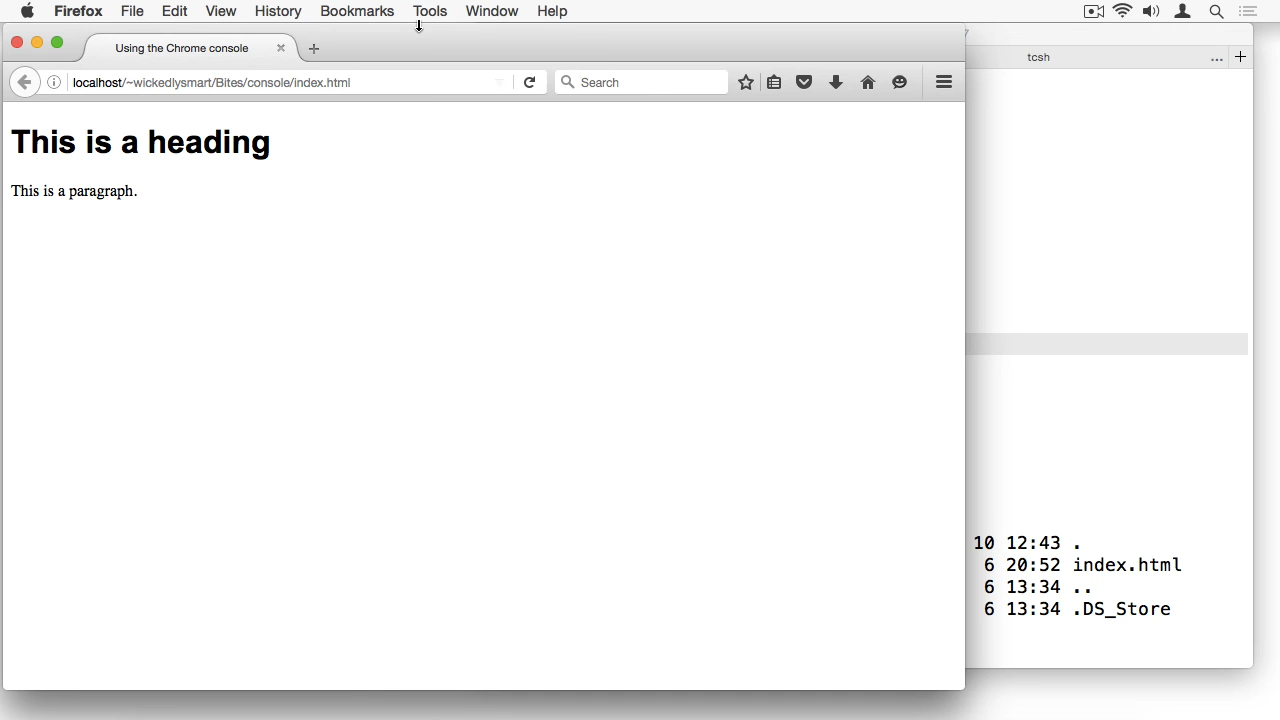 Firefox File Edit View History Bookmarks Tools Window Help
Using the Chrome console
tcsh
localhost/~wickedlysmart/Bites/console/index.html
Search
This is a heading
This is a paragraph.
10 12:43 .
6 20:52 index.html
6 13:34 ..
6 13:34 .DS_Store